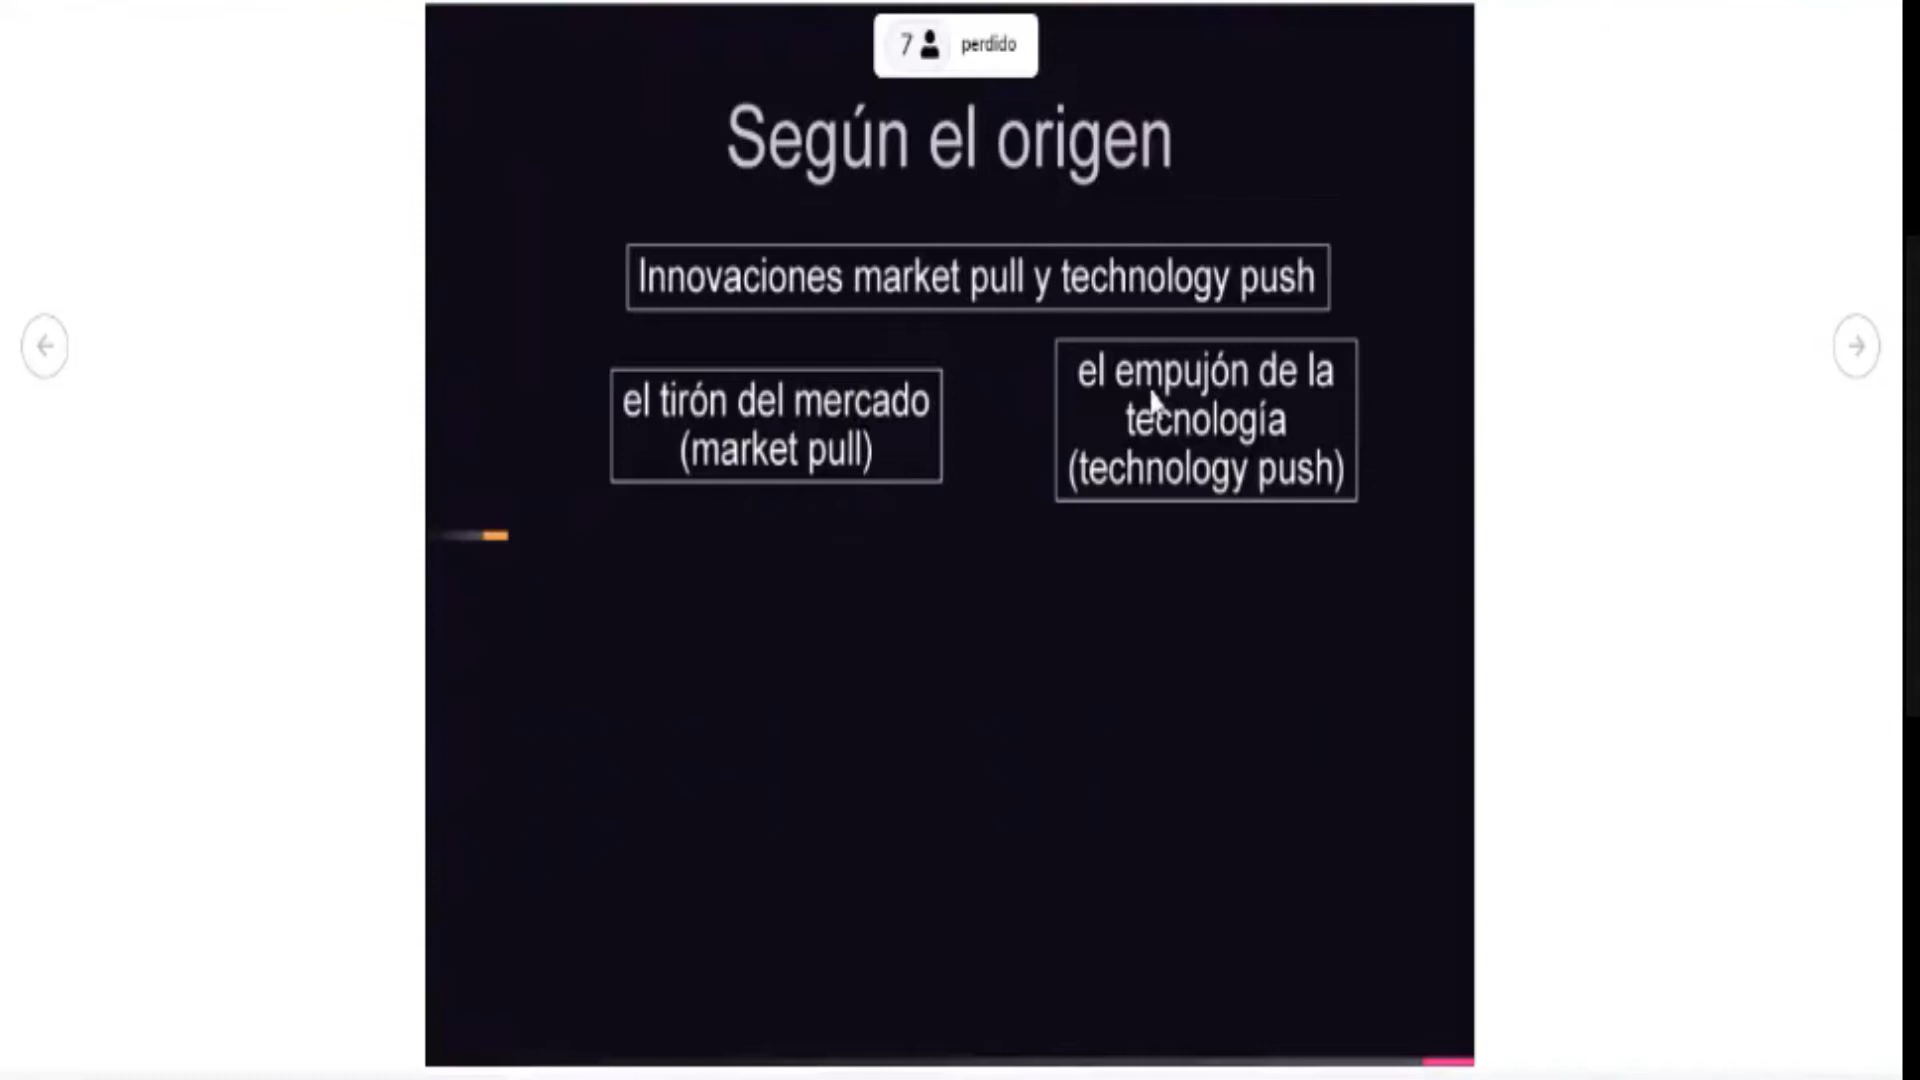 7 perdido
Según el origen
Innovaciones market pull y technology push
el tirón del mercado
(market pull)
el empujón de la
tecnología
(technology push)